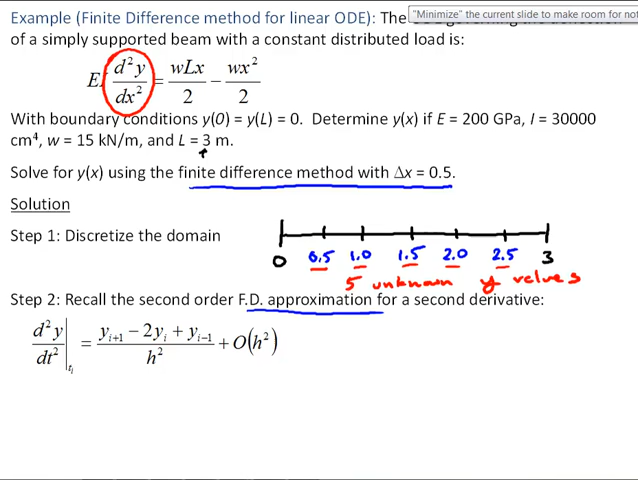 Example (Finite Difference method for linear ODE): The
"Minimize" the current slide to make room for not
of a simply supported beam with a constant distributed load is:
EI d²y/dx² = wLx/2 − wx²/2
With boundary conditions y(0) = y(L) = 0. Determine y(x) if E = 200 GPa, I = 30000
cm⁴, w = 15 kN/m, and L = 3 m.
Solve for y(x) using the finite difference method with Δx = 0.5.
Solution
Step 1: Discretize the domain
0 0.5 1.0 1.5 2.0 2.5 3
5 unknown y values
Step 2: Recall the second order F.D. approximation for a second derivative:
d²y/dt² |tᵢ = (yᵢ₊₁ − 2yᵢ + yᵢ₋₁)/h² + O(h²)